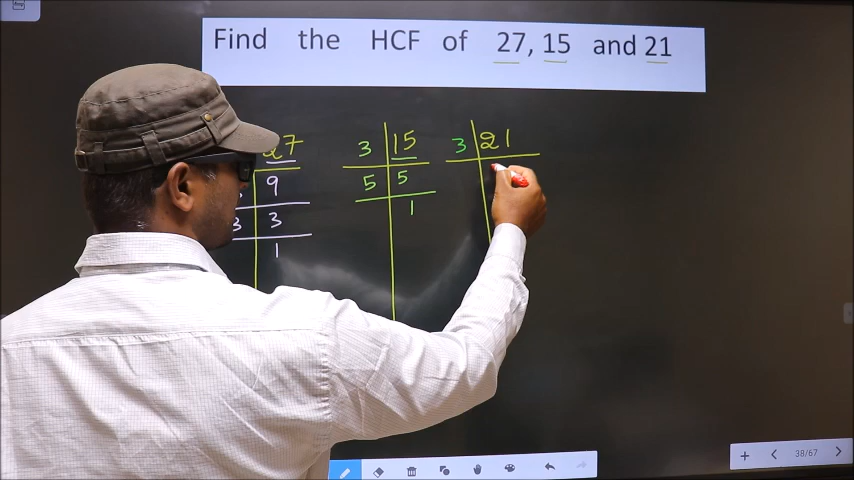 Find the HCF of 27, 15 and 21
27 3 15 3 21
9 5 5
3 3 1
1
38/67